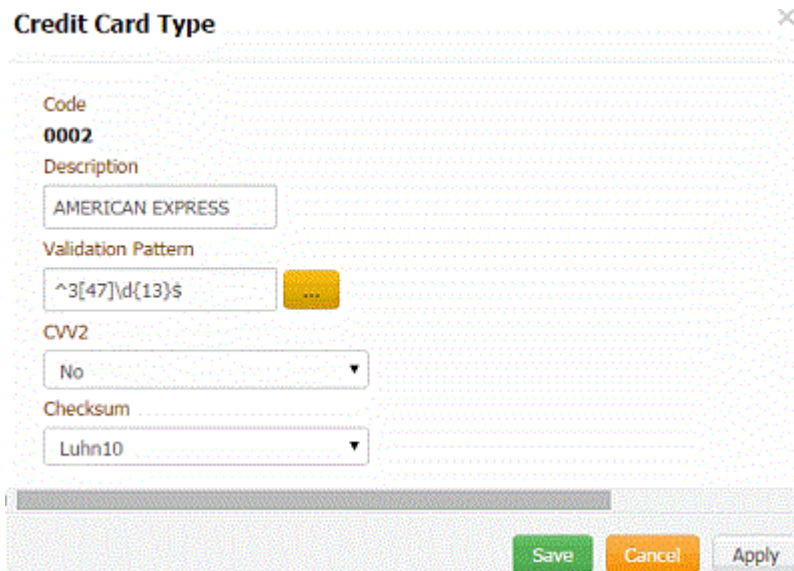 Credit Card Type
Code
0002
Description
AMERICAN EXPRESS
Validation Pattern
^3[47]\d{13}$
...
CVV2
No
Checksum
Luhn10
Save Cancel Apply